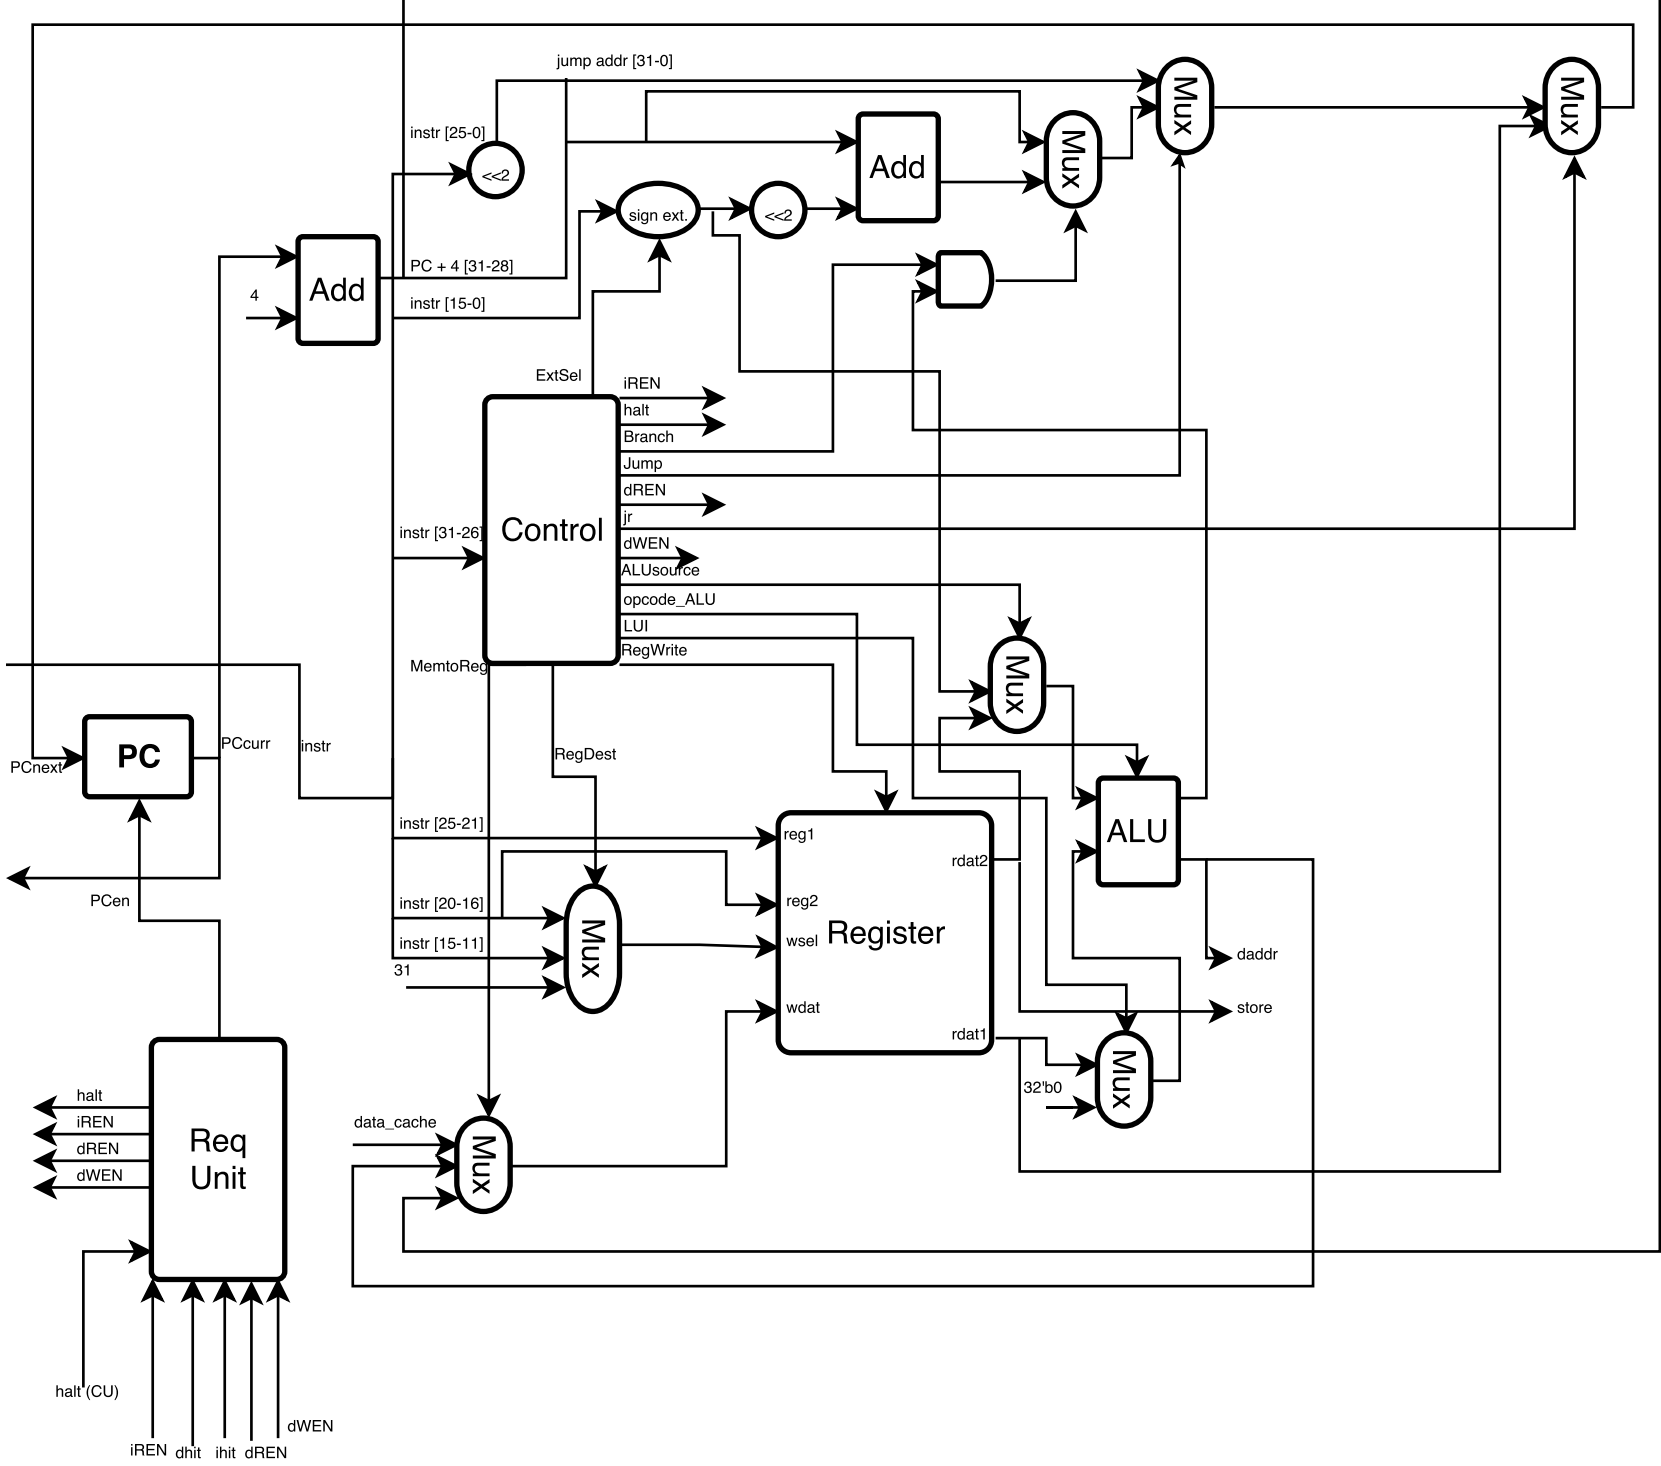 jump addr [31-0]
Mux
Mux
instr [25-0]
<<2
Add
Mux
sign ext.
<<2
PC + 4 [31-28]
Add
4
instr [15-0]
ExtSel
iREN
halt
Branch
Jump
dREN
jr
Control
instr [31-26]
dWEN
ALUsource
opcode_ALU
LUI
RegWrite
MemtoReg
Mux
PC
PCcurr
instr
PCnext
RegDest
instr [25-21]
reg1
ALU
rdat2
PCen
instr [20-16]
reg2
Mux
Register
instr [15-11]
wsel
31
daddr
wdat
store
rdat1
Mux
32'b0
halt
iREN
dREN
dWEN
Req
Unit
data_cache
Mux
halt (CU)
dWEN
iREN
dhit
ihit
dREN